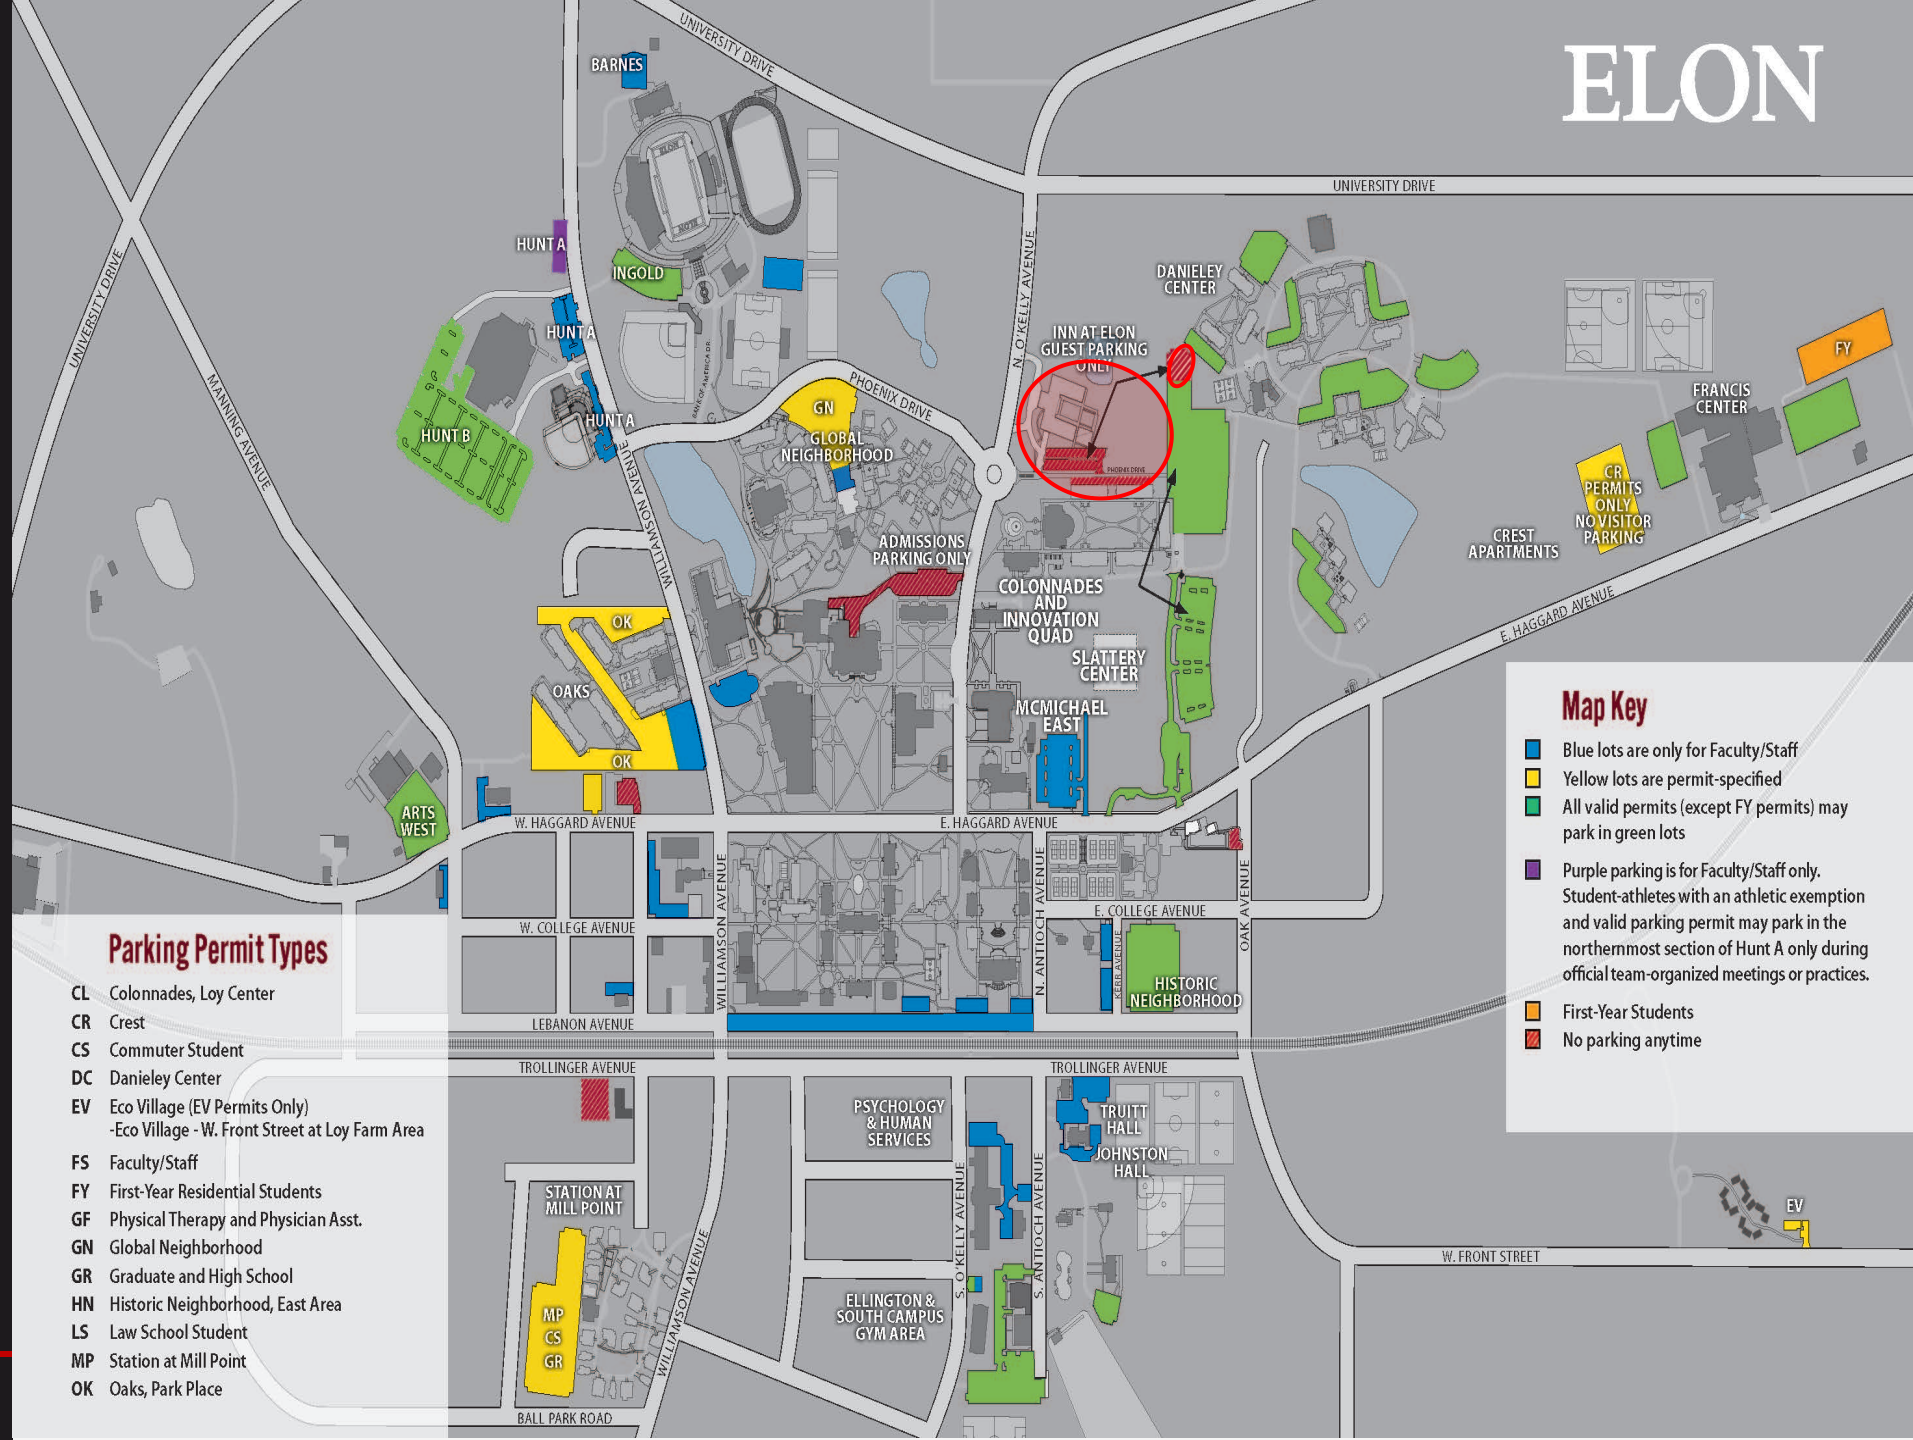 ELON
UNIVERSITY DRIVE
BARNES
ELON
ELON
UNIVERSITY DRIVE
HUNT A
INGOLD
N. O'KELLY AVENUE
DANIELEY
CENTER
UNIVERSITY DRIVE
HUNT A
INN AT ELON
GUEST PARKING
ONLY
FY
MANNING AVENUE
BANK OF AMERICA DR.
PHOENIX DRIVE
FRANCIS
CENTER
GN
HUNT A
HUNT B
GLOBAL
NEIGHBORHOOD
PHOENIX DRIVE
CR
PERMITS
ONLY
NO VISITOR
PARKING
WILLIAMSON AVENUE
ADMISSIONS
PARKING ONLY
CREST
APARTMENTS
COLONNADES
AND
INNOVATION
QUAD
E. HAGGARD AVENUE
OK
SLATTERY
CENTER
OAKS
MCMICHAEL
EAST
OK
ARTS
WEST
W. HAGGARD AVENUE
E. HAGGARD AVENUE
WILLIAMSON AVENUE
N. ANTIOCH AVENUE
OAK AVENUE
E. COLLEGE AVENUE
W. COLLEGE AVENUE
KERR AVENUE
HISTORIC
NEIGHBORHOOD
LEBANON AVENUE
TROLLINGER AVENUE
TROLLINGER AVENUE
PSYCHOLOGY
& HUMAN
SERVICES
TRUITT
HALL
JOHNSTON
HALL
STATION AT
MILL POINT
S. O'KELLY AVENUE
S. ANTIOCH AVENUE
EV
W. FRONT STREET
WILLIAMSON AVENUE
ELLINGTON &
SOUTH CAMPUS
GYM AREA
MP
CS
GR
BALL PARK ROAD
Map Key
Blue lots are only for Faculty/Staff
Yellow lots are permit-specified
All valid permits (except FY permits) may
park in green lots
Purple parking is for Faculty/Staff only.
Student-athletes with an athletic exemption
and valid parking permit may park in the
northernmost section of Hunt A only during
official team-organized meetings or practices.
First-Year Students
No parking anytime
Parking Permit Types
CL Colonnades, Loy Center
CR Crest
CS Commuter Student
DC Danieley Center
EV Eco Village (EV Permits Only)
-Eco Village - W. Front Street at Loy Farm Area
FS Faculty/Staff
FY First-Year Residential Students
GF Physical Therapy and Physician Asst.
GN Global Neighborhood
GR Graduate and High School
HN Historic Neighborhood, East Area
LS Law School Student
MP Station at Mill Point
OK Oaks, Park Place